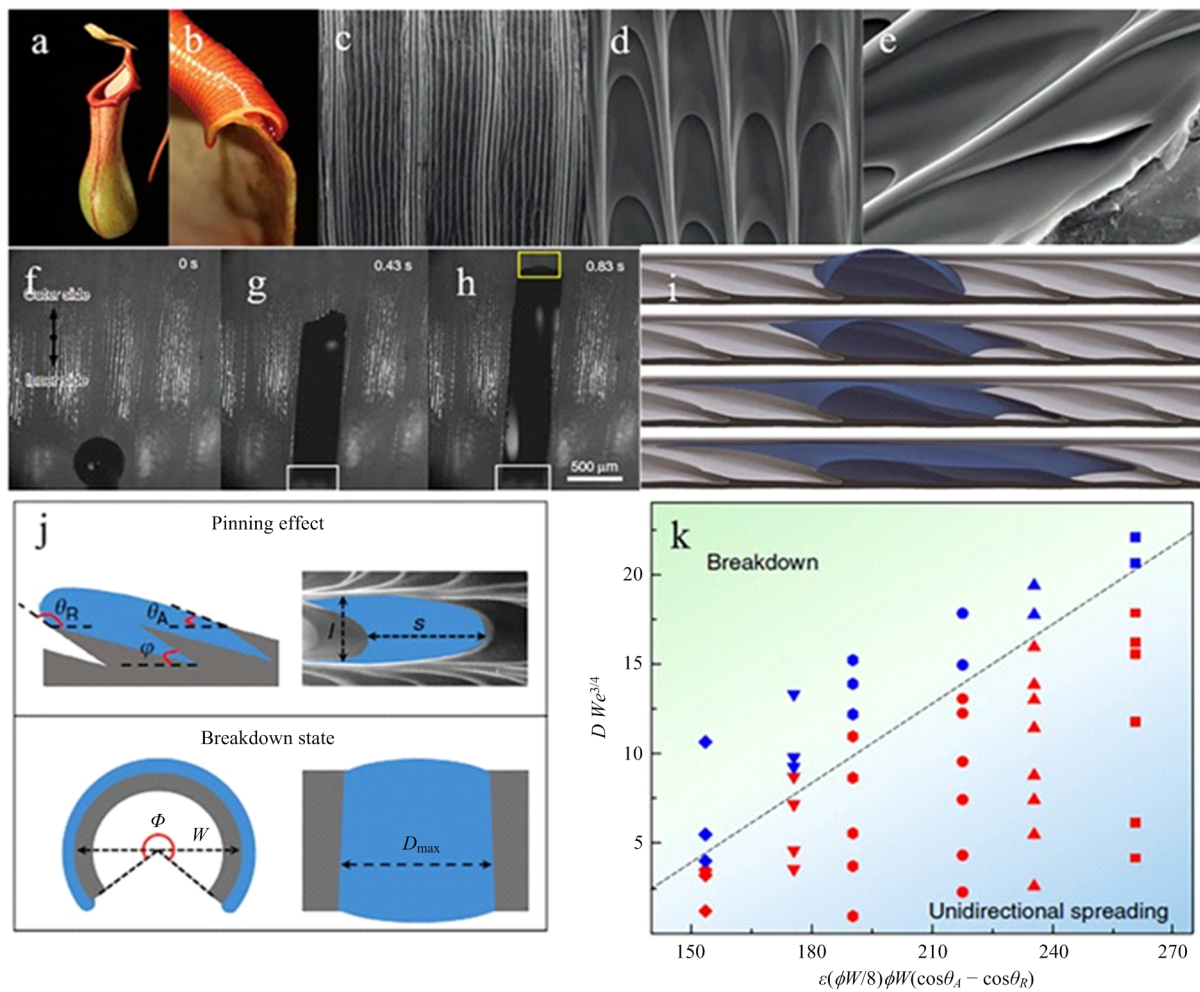 a
b
c
d
e
f
0 s
g
0.43 s
h
0.83 s
i
Outer side
Inner side
500 μm
j
Pinning effect
θR
θA
φ
l
s
Breakdown state
Φ
W
Dmax
k
Breakdown
20
15
10
5
D We3/4
Unidirectional spreading
150 180 210 240 270
ε(ϕW/8)ϕW(cosθA − cosθR)